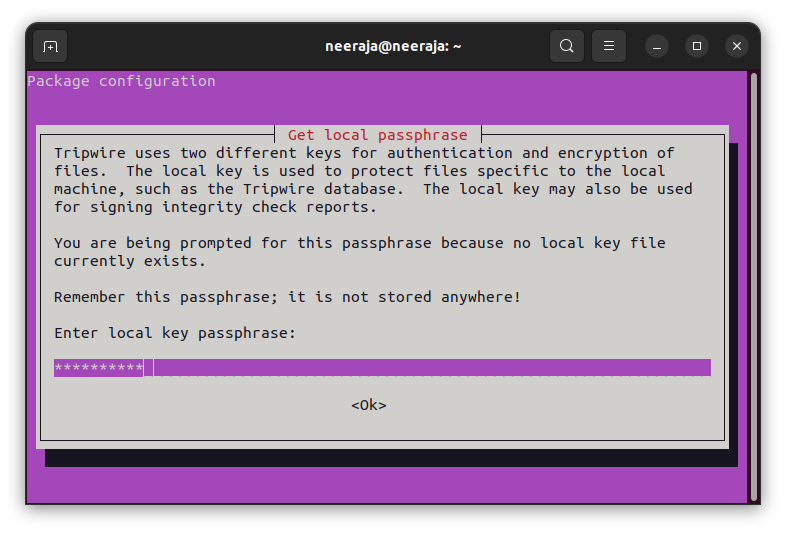 neeraja@neeraja: ~
Package configuration
Get local passphrase
Tripwire uses two different keys for authentication and encryption of
files.  The local key is used to protect files specific to the local
machine, such as the Tripwire database.  The local key may also be used
for signing integrity check reports.
You are being prompted for this passphrase because no local key file
currently exists.
Remember this passphrase; it is not stored anywhere!
Enter local key passphrase:
**********
<Ok>